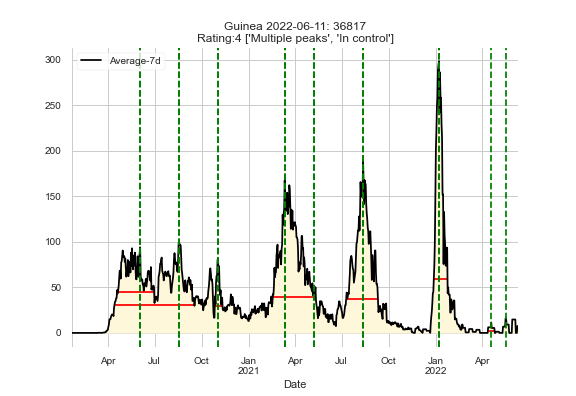 Guinea 2022-06-11: 36817
Rating:4 ['Multiple peaks', 'In control']
Average-7d
300
250
200
150
100
50
0
Apr Jul Oct Jan Apr Jul Oct Jan Apr
2021 2022
Date